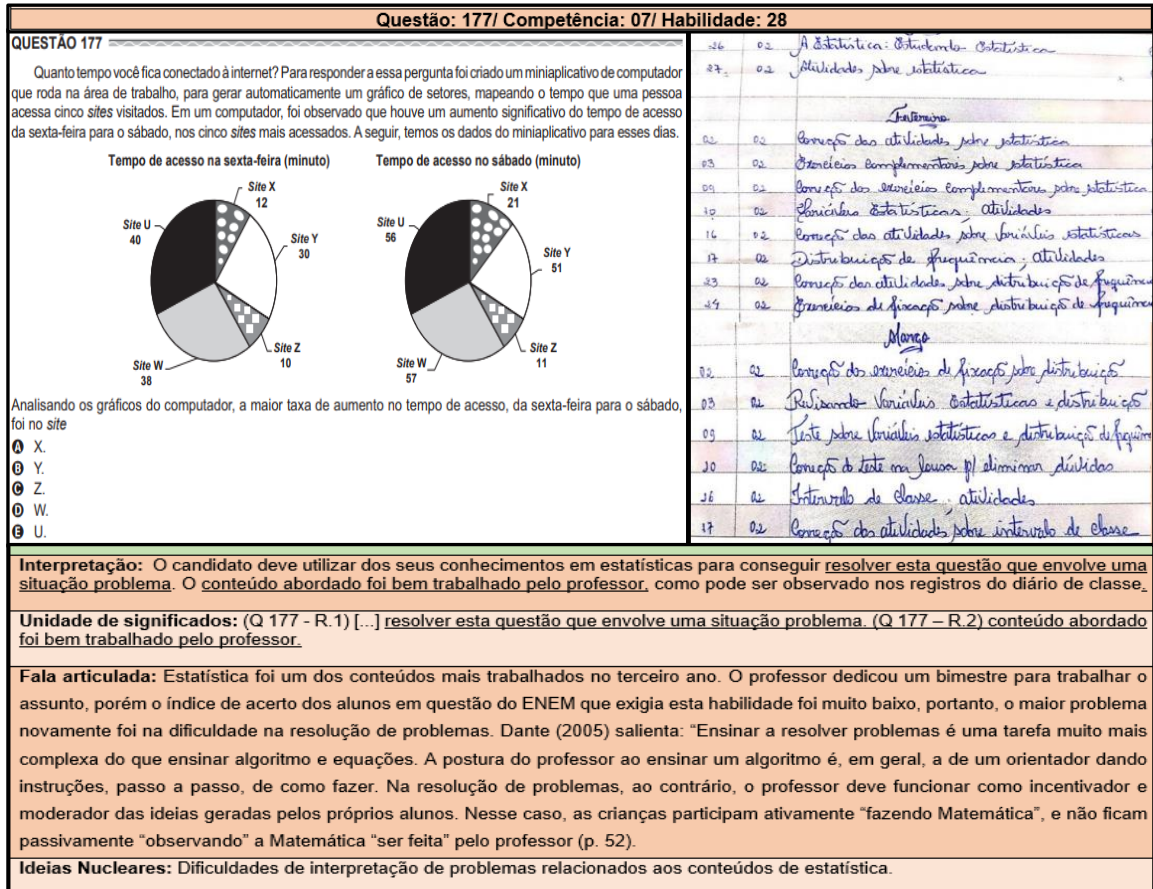 Questão: 177/ Competência: 07/ Habilidade: 28
QUESTÃO 177
Quanto tempo você fica conectado à internet? Para responder a essa pergunta foi criado um miniaplicativo de computador
que roda na área de trabalho, para gerar automaticamente um gráfico de setores, mapeando o tempo que uma pessoa
acessa cinco sites visitados. Em um computador, foi observado que houve um aumento significativo do tempo de acesso
da sexta-feira para o sábado, nos cinco sites mais acessados. A seguir, temos os dados do miniaplicativo para esses dias.
Tempo de acesso na sexta-feira (minuto)
Site X
12
Site U
40
Site Y
30
Site Z
10
Site W
38
Tempo de acesso no sábado (minuto)
Site X
21
Site U
56
Site Y
51
Site Z
11
Site W
57
Analisando os gráficos do computador, a maior taxa de aumento no tempo de acesso, da sexta-feira para o sábado,
foi no site
A X.
B Y.
C Z.
D W.
E U.
26 02 A Estatística: Estudando Estatística
27. 02 Atividades sobre estatística
Fevereiro
02 02 Correção das atividades sobre estatística
03 02 Exercícios complementares sobre estatística
09 02 Correção dos exercícios complementares sobre estatística
10 02 Variáveis Estatísticas: atividades
16 02 Correção das atividades sobre variáveis estatísticas
17 02 Distribuição de frequência; atividades
23 02 Correção das atividades sobre distribuição de frequência
24 02 Exercícios de fixação sobre distribuição de frequência
Março
02 02 Correção dos exercícios de fixação sobre distribuição
03 02 Revisando Variáveis Estatísticas e distribuição
09 02 Teste sobre Variáveis estatísticas e distribuição de frequên
10 02 Correção do teste na lousa p/ eliminar dúvidas
16 02 Intervalo de classe: atividades
17 02 Correção das atividades sobre intervalo de classe
Interpretação: O candidato deve utilizar dos seus conhecimentos em estatísticas para conseguir resolver esta questão que envolve uma
situação problema. O conteúdo abordado foi bem trabalhado pelo professor, como pode ser observado nos registros do diário de classe.
Unidade de significados: (Q 177 - R.1) [...] resolver esta questão que envolve uma situação problema. (Q 177 – R.2) conteúdo abordado
foi bem trabalhado pelo professor.
Fala articulada: Estatística foi um dos conteúdos mais trabalhados no terceiro ano. O professor dedicou um bimestre para trabalhar o
assunto, porém o índice de acerto dos alunos em questão do ENEM que exigia esta habilidade foi muito baixo, portanto, o maior problema
novamente foi na dificuldade na resolução de problemas. Dante (2005) salienta: “Ensinar a resolver problemas é uma tarefa muito mais
complexa do que ensinar algoritmo e equações. A postura do professor ao ensinar um algoritmo é, em geral, a de um orientador dando
instruções, passo a passo, de como fazer. Na resolução de problemas, ao contrário, o professor deve funcionar como incentivador e
moderador das ideias geradas pelos próprios alunos. Nesse caso, as crianças participam ativamente “fazendo Matemática”, e não ficam
passivamente “observando” a Matemática “ser feita” pelo professor (p. 52).
Ideias Nucleares: Dificuldades de interpretação de problemas relacionados aos conteúdos de estatística.